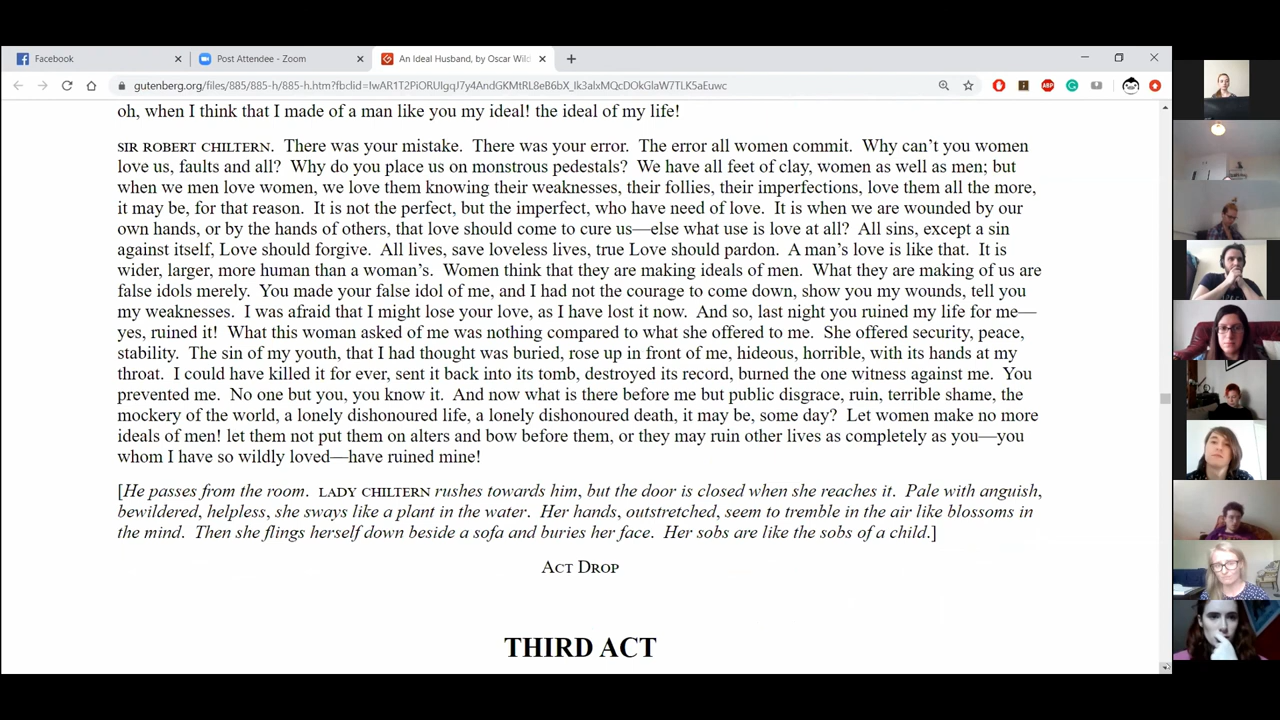 Facebook
Post Attendee - Zoom
An Ideal Husband, by Oscar Wild
gutenberg.org/files/885/885-h/885-h.htm?fbclid=IwAR1T2PiORUJgqJ7y4AndGKMtRL8eB6bX_Ik3alxMQcDOkGlaW7TLK5aEuwc
oh, when I think that I made of a man like you my ideal! the ideal of my life!
SIR ROBERT CHILTERN. There was your mistake. There was your error. The error all women commit. Why can’t you women
love us, faults and all? Why do you place us on monstrous pedestals? We have all feet of clay, women as well as men; but
when we men love women, we love them knowing their weaknesses, their follies, their imperfections, love them all the more,
it may be, for that reason. It is not the perfect, but the imperfect, who have need of love. It is when we are wounded by our
own hands, or by the hands of others, that love should come to cure us—else what use is love at all? All sins, except a sin
against itself, Love should forgive. All lives, save loveless lives, true Love should pardon. A man’s love is like that. It is
wider, larger, more human than a woman’s. Women think that they are making ideals of men. What they are making of us are
false idols merely. You made your false idol of me, and I had not the courage to come down, show you my wounds, tell you
my weaknesses. I was afraid that I might lose your love, as I have lost it now. And so, last night you ruined my life for me—
yes, ruined it! What this woman asked of me was nothing compared to what she offered to me. She offered security, peace,
stability. The sin of my youth, that I had thought was buried, rose up in front of me, hideous, horrible, with its hands at my
throat. I could have killed it for ever, sent it back into its tomb, destroyed its record, burned the one witness against me. You
prevented me. No one but you, you know it. And now what is there before me but public disgrace, ruin, terrible shame, the
mockery of the world, a lonely dishonoured life, a lonely dishonoured death, it may be, some day? Let women make no more
ideals of men! let them not put them on alters and bow before them, or they may ruin other lives as completely as you—you
whom I have so wildly loved—have ruined mine!
[He passes from the room. LADY CHILTERN rushes towards him, but the door is closed when she reaches it. Pale with anguish,
bewildered, helpless, she sways like a plant in the water. Her hands, outstretched, seem to tremble in the air like blossoms in
the mind. Then she flings herself down beside a sofa and buries her face. Her sobs are like the sobs of a child.]
ACT DROP
THIRD ACT